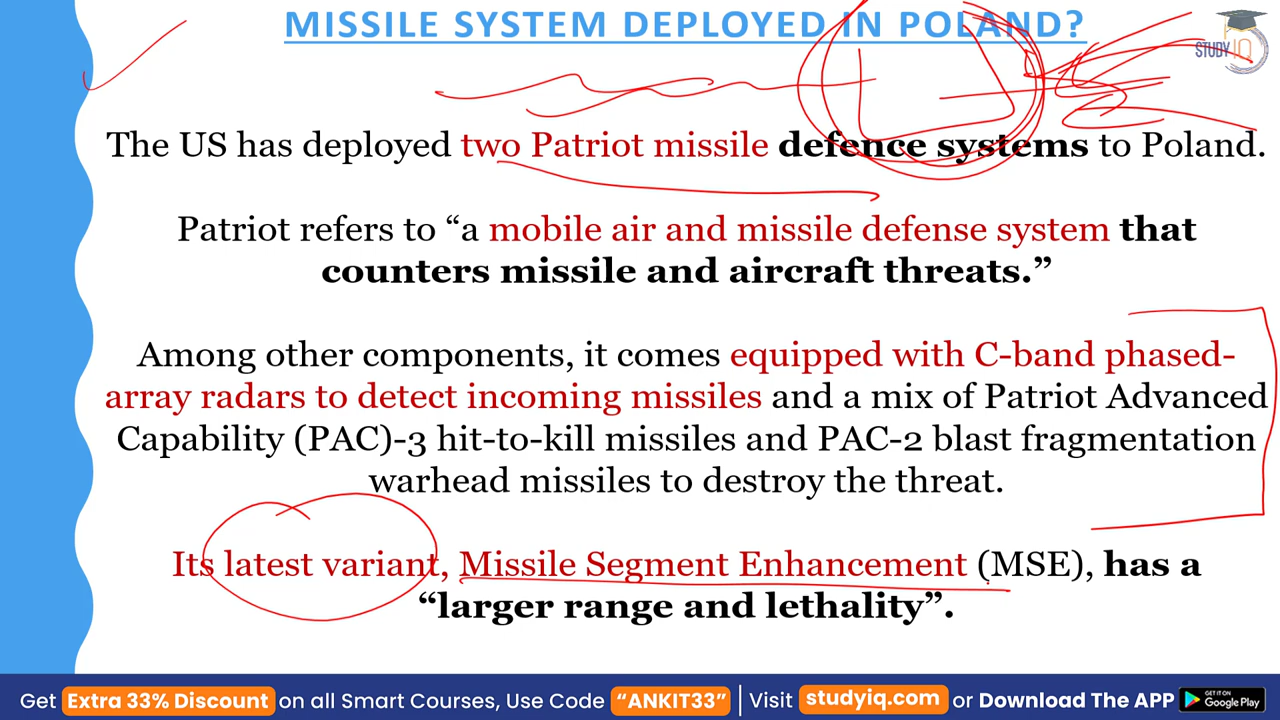 MISSILE SYSTEM DEPLOYED IN POLAND?
STUDY IQ
The US has deployed two Patriot missile defence systems to Poland.
Patriot refers to “a mobile air and missile defense system that
counters missile and aircraft threats.”
Among other components, it comes equipped with C-band phased-
array radars to detect incoming missiles and a mix of Patriot Advanced
Capability (PAC)-3 hit-to-kill missiles and PAC-2 blast fragmentation
warhead missiles to destroy the threat.
Its latest variant, Missile Segment Enhancement (MSE), has a
“larger range and lethality”.
Get Extra 33% Discount on all Smart Courses, Use Code “ANKIT33” Visit studyiq.com or Download The APP GET IT ON Google Play